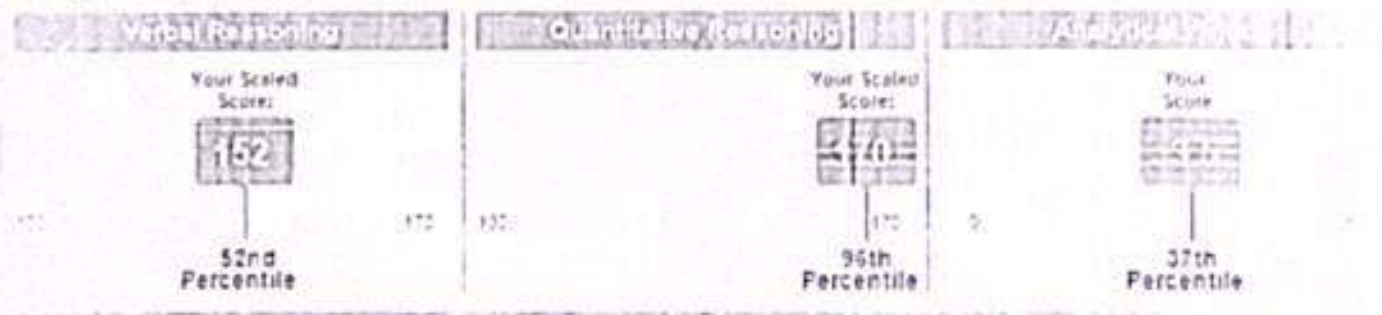 Verbal Reasoning
Your Scaled
Score:
152
170
52nd
Percentile
Quantitative Reasoning
Your Scaled
Score:
170
96th
Percentile
Your
Score
0
37th
Percentile